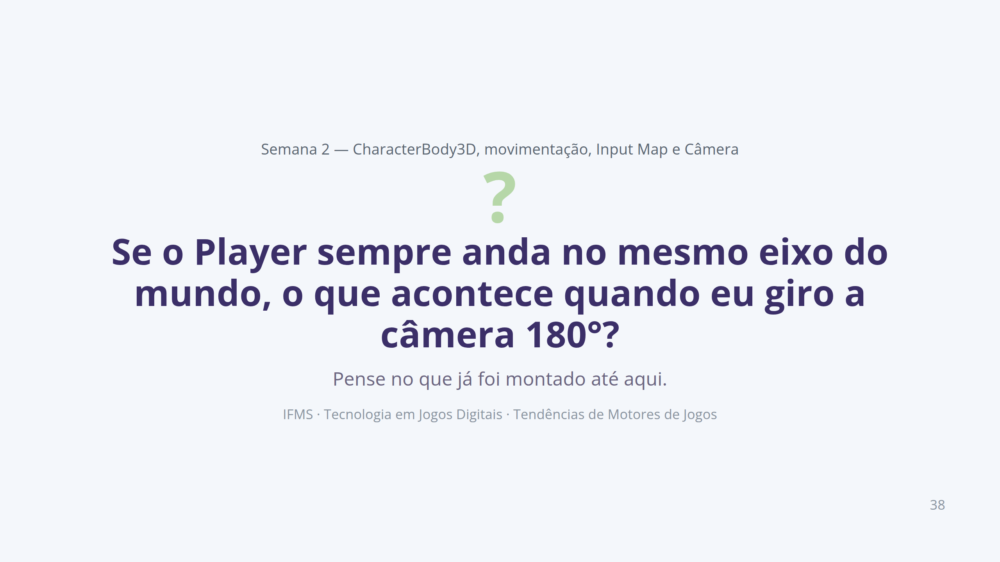 Semana 2 — CharacterBody3D, movimentação, Input Map e Câmera
?
Se o Player sempre anda no mesmo eixo do
mundo, o que acontece quando eu giro a
câmera 180°?
Pense no que já foi montado até aqui.
IFMS · Tecnologia em Jogos Digitais · Tendências de Motores de Jogos
38